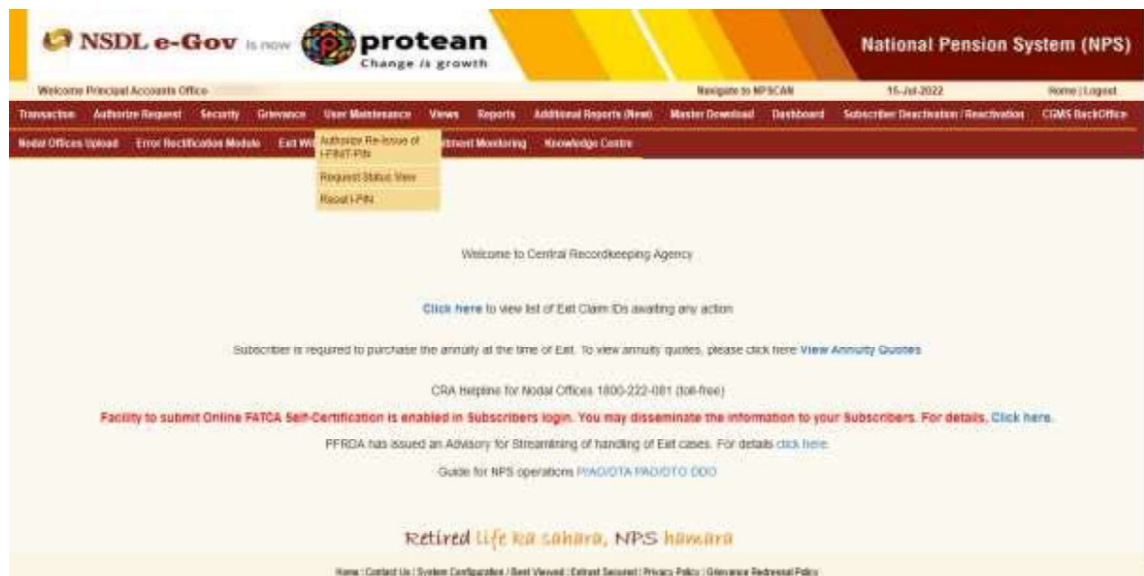 NSDL e-Gov is now protean
Change is growth
National Pension System (NPS)
Welcome Principal Accounts Office
Navigate to NPSCAN
15-Jul-2022
Home | Logout
Transaction Authorize Request Security Grievance User Maintenance Views Reports Additional Reports (New) Master Download Dashboard Subscriber Deactivation / Reactivation CGMS BackOffice
Nodal Offices Upload Error Rectification Module Exit Monitoring Knowledge Centre
Authorize Re-Issue of
I-PIN/T-PIN
Request Status View
Reset I-PIN
Welcome to Central Recordkeeping Agency
Click here to view list of Exit Claim IDs awaiting any action
Subscriber is required to purchase the annuity at the time of Exit. To view annuity quotes, please click here View Annuity Quotes
CRA Helpline for Nodal Offices 1800-222-081 (toll-free)
Facility to submit Online FATCA Self-Certification is enabled in Subscribers login. You may disseminate the information to your Subscribers. For details, Click here.
PFRDA has issued an Advisory for Streamlining of handling of Exit cases. For details click here.
Guide for NPS operations PrAO/DTA PAO/DTO DDO
Retired life ka sahara, NPS hamara
Home | Contact Us | System Configuration / Best Viewed | Entrust Secured | Privacy Policy | Grievance Redressal Policy